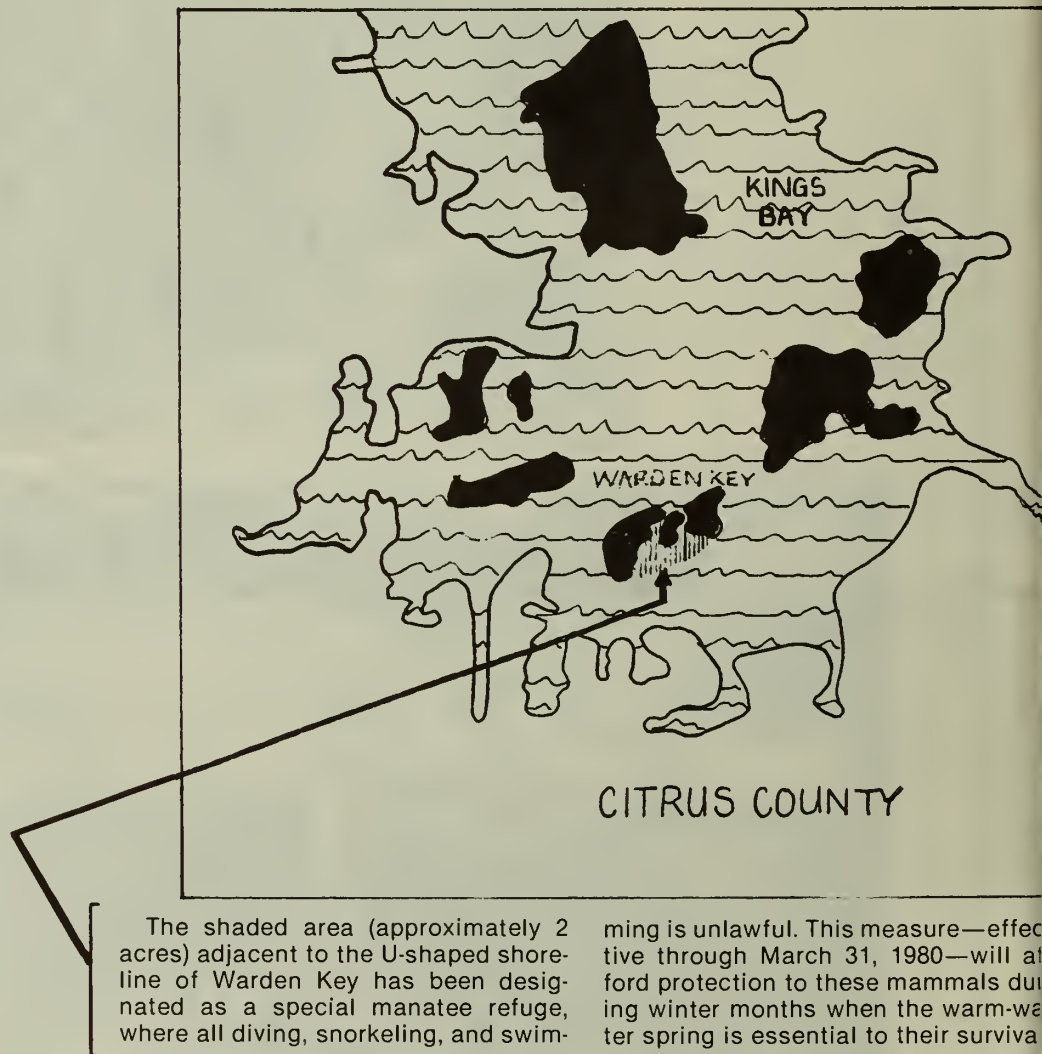 KINGS
BAY
WARDEN KEY
CITRUS COUNTY
The shaded area (approximately 2
acres) adjacent to the U-shaped shore-
line of Warden Key has been desig-
nated as a special manatee refuge,
where all diving, snorkeling, and swim-
ming is unlawful. This measure—effec
tive through March 31, 1980—will af
ford protection to these mammals dur
ing winter months when the warm-wa
ter spring is essential to their surviva